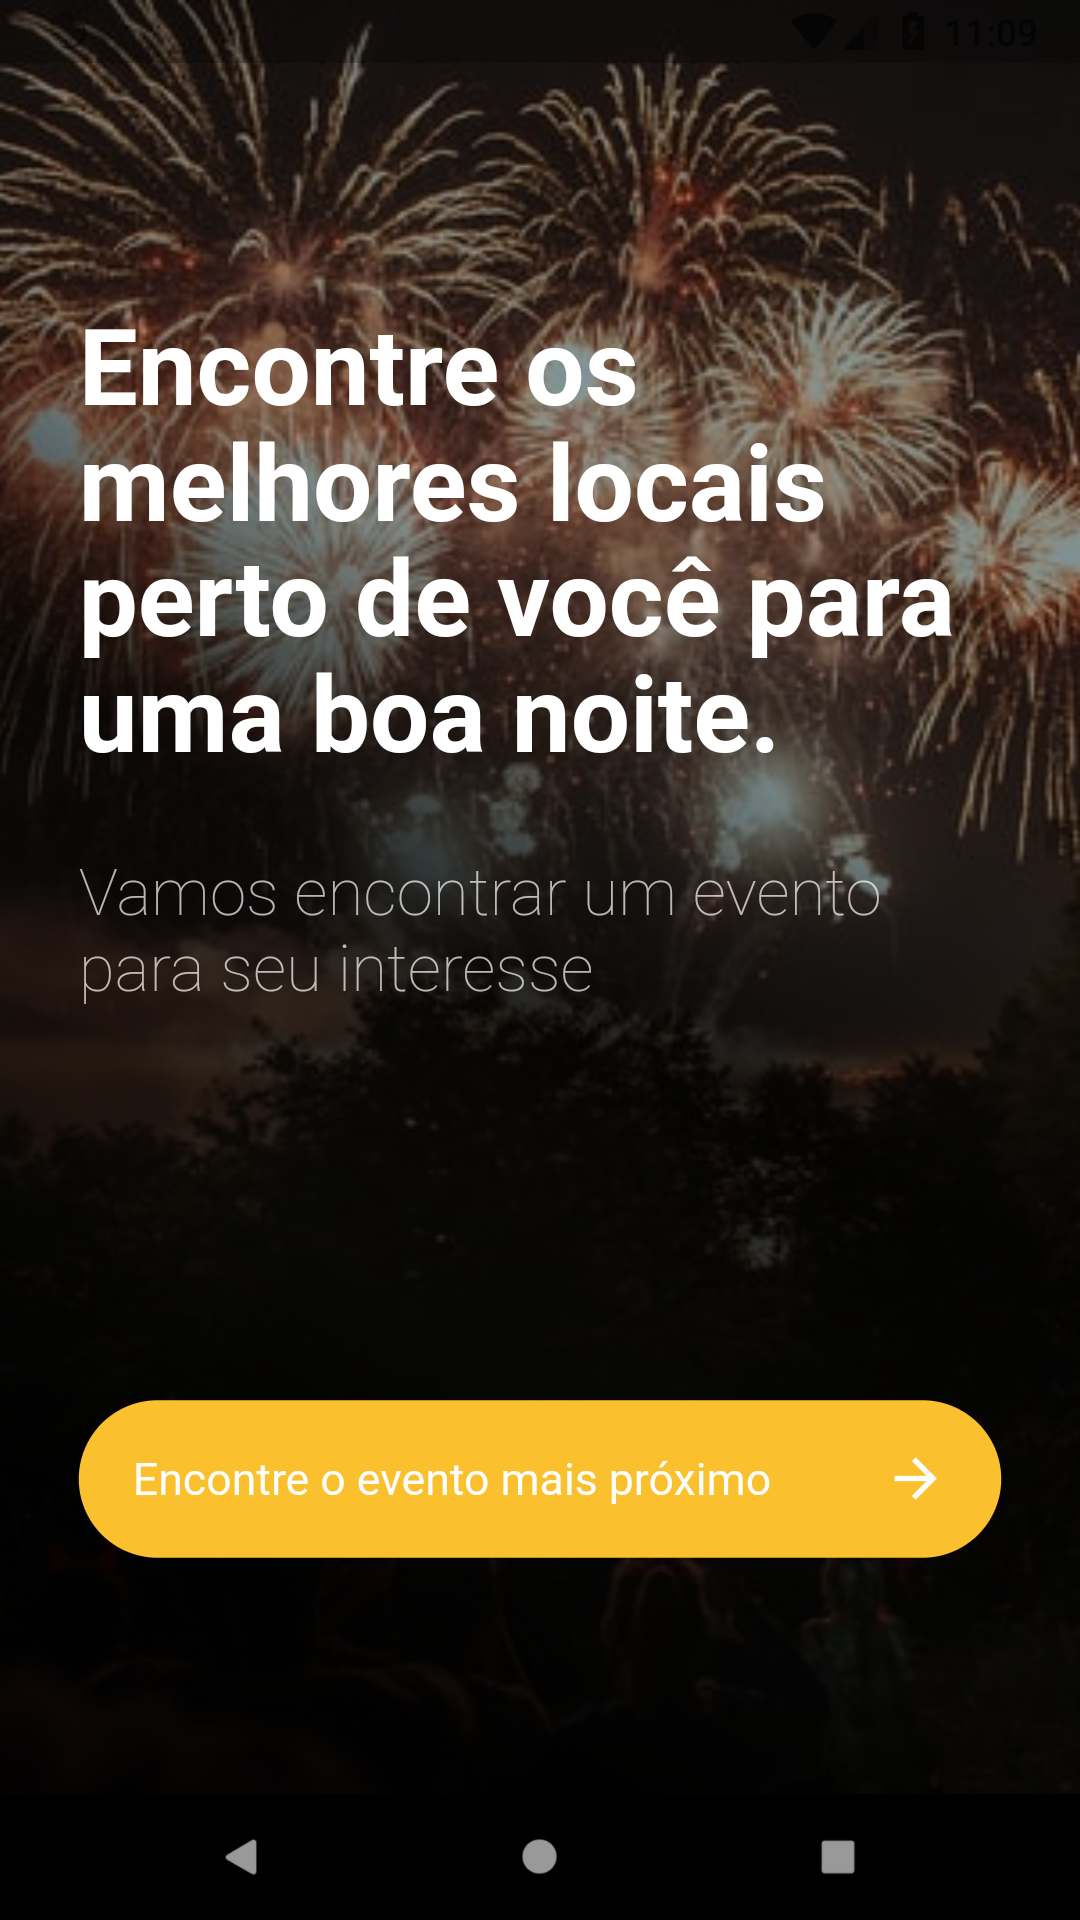 11:09
Encontre os
melhores locais
perto de você para
uma boa noite.
Vamos encontrar um evento
para seu interesse
Encontre o evento mais próximo